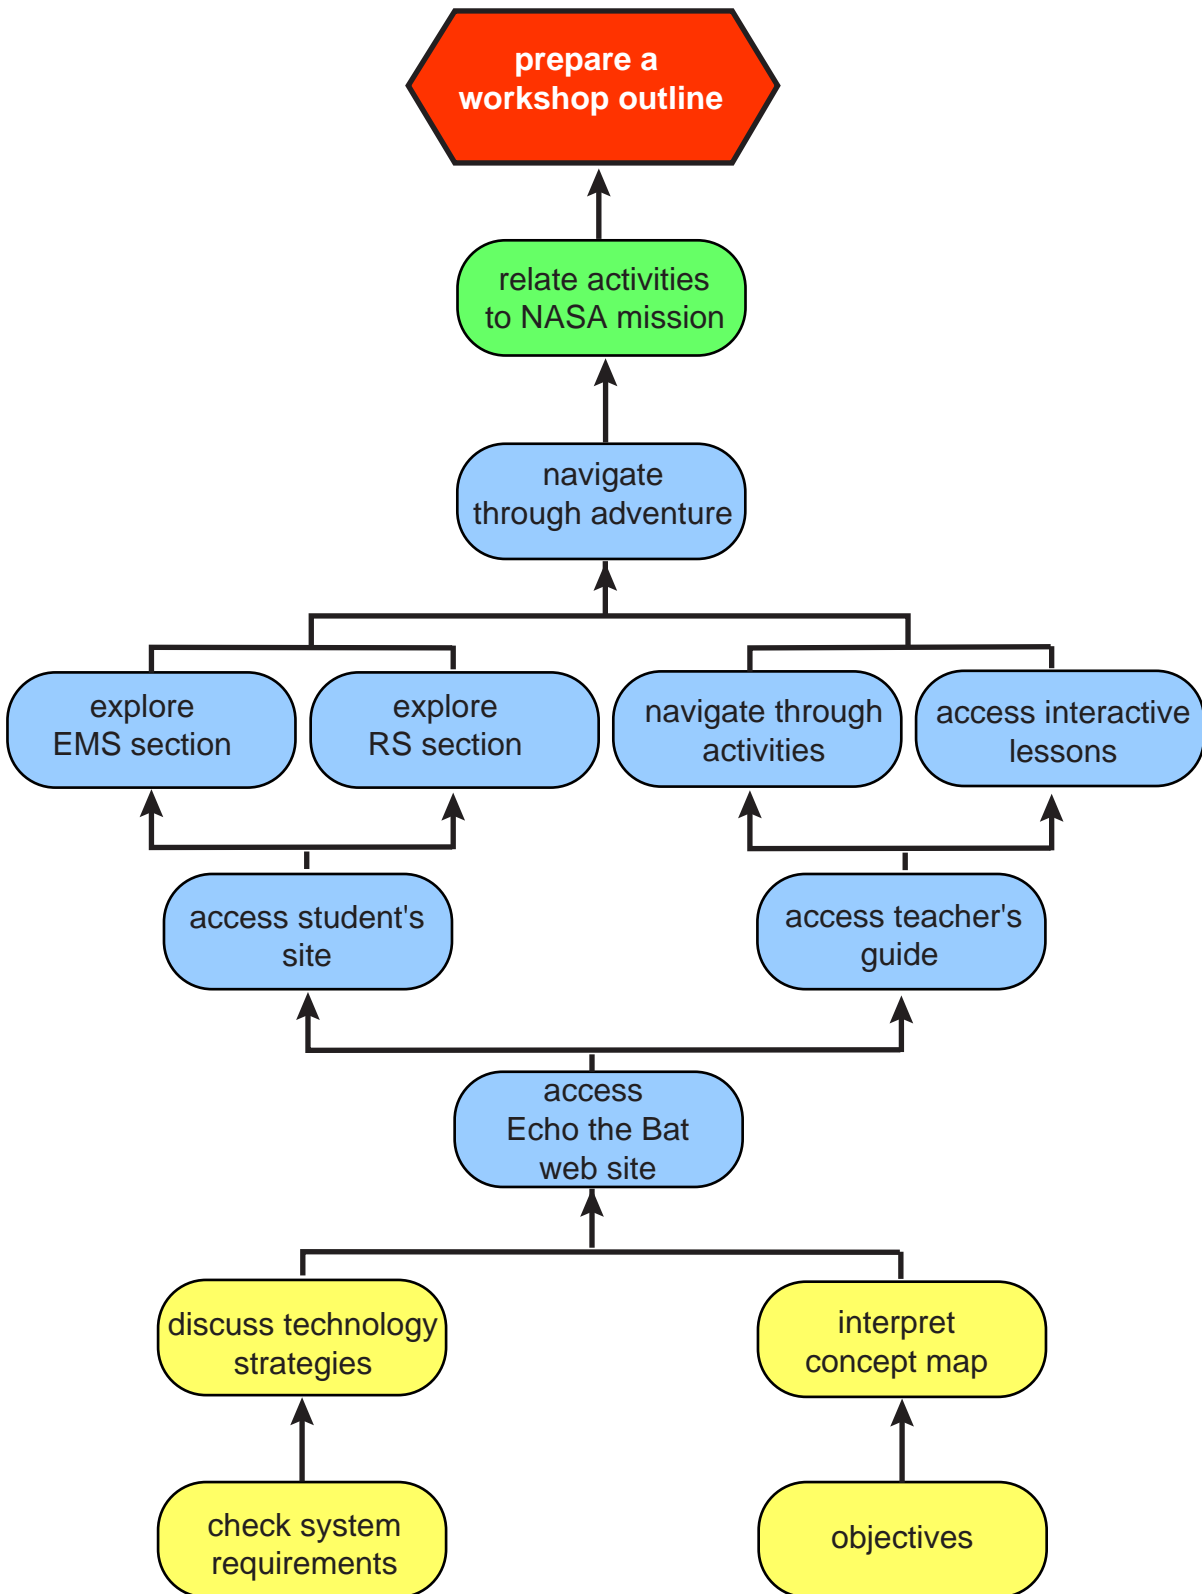 prepare a
workshop outline
relate activities
to NASA mission
navigate
through adventure
explore
EMS section
explore
RS section
navigate through
activities
access interactive
lessons
access student's
site
access teacher's
guide
access
Echo the Bat
web site
discuss technology
strategies
interpret
concept map
check system
requirements
objectives